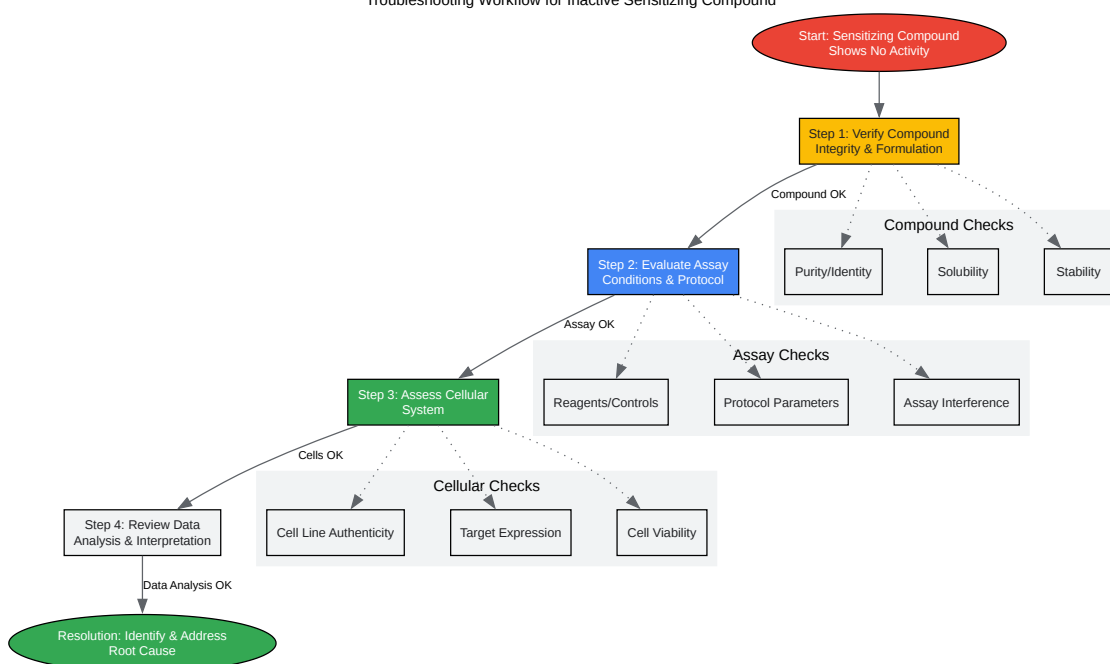 Troubleshooting Workflow for Inactive Sensitizing Compound
Start: Sensitizing Compound
Shows No Activity
Step 1: Verify Compound
Integrity & Formulation
Compound OK
Compound Checks
Purity/Identity
Solubility
Stability
Step 2: Evaluate Assay
Conditions & Protocol
Assay OK
Assay Checks
Reagents/Controls
Protocol Parameters
Assay Interference
Step 3: Assess Cellular
System
Cells OK
Cellular Checks
Cell Line Authenticity
Target Expression
Cell Viability
Step 4: Review Data
Analysis & Interpretation
Data Analysis OK
Resolution: Identify & Address
Root Cause